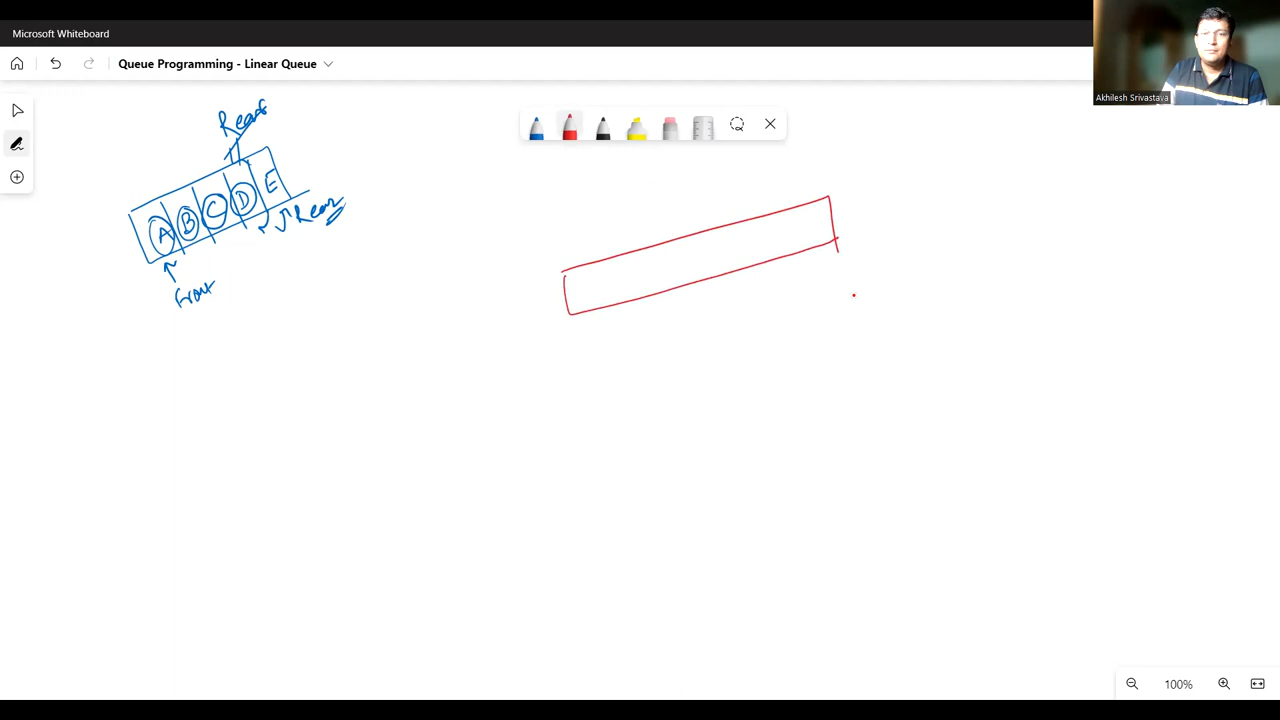 Microsoft Whiteboard
Queue Programming - Linear Queue
Akhilesh Srivastava
Rear
A B C D E
Rear
Front
100%